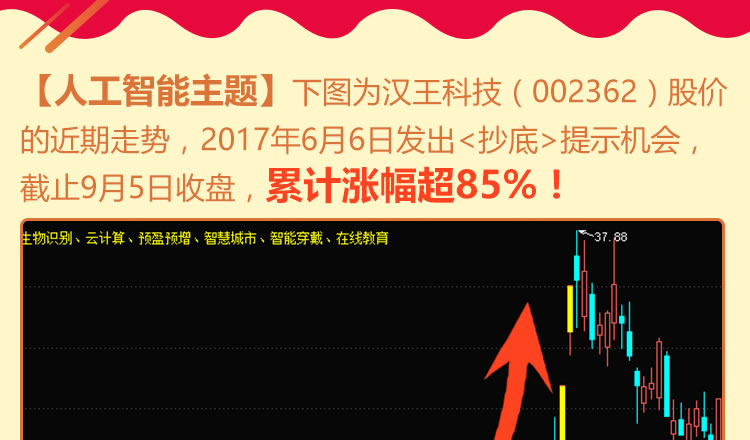 【人工智能主题】下图为汉王科技（002362）股价
的近期走势，2017年6月6日发出<抄底>提示机会，
截止9月5日收盘，累计涨幅超85%！
生物识别、云计算、预盈预增、智慧城市、智能穿戴、在线教育
37.88